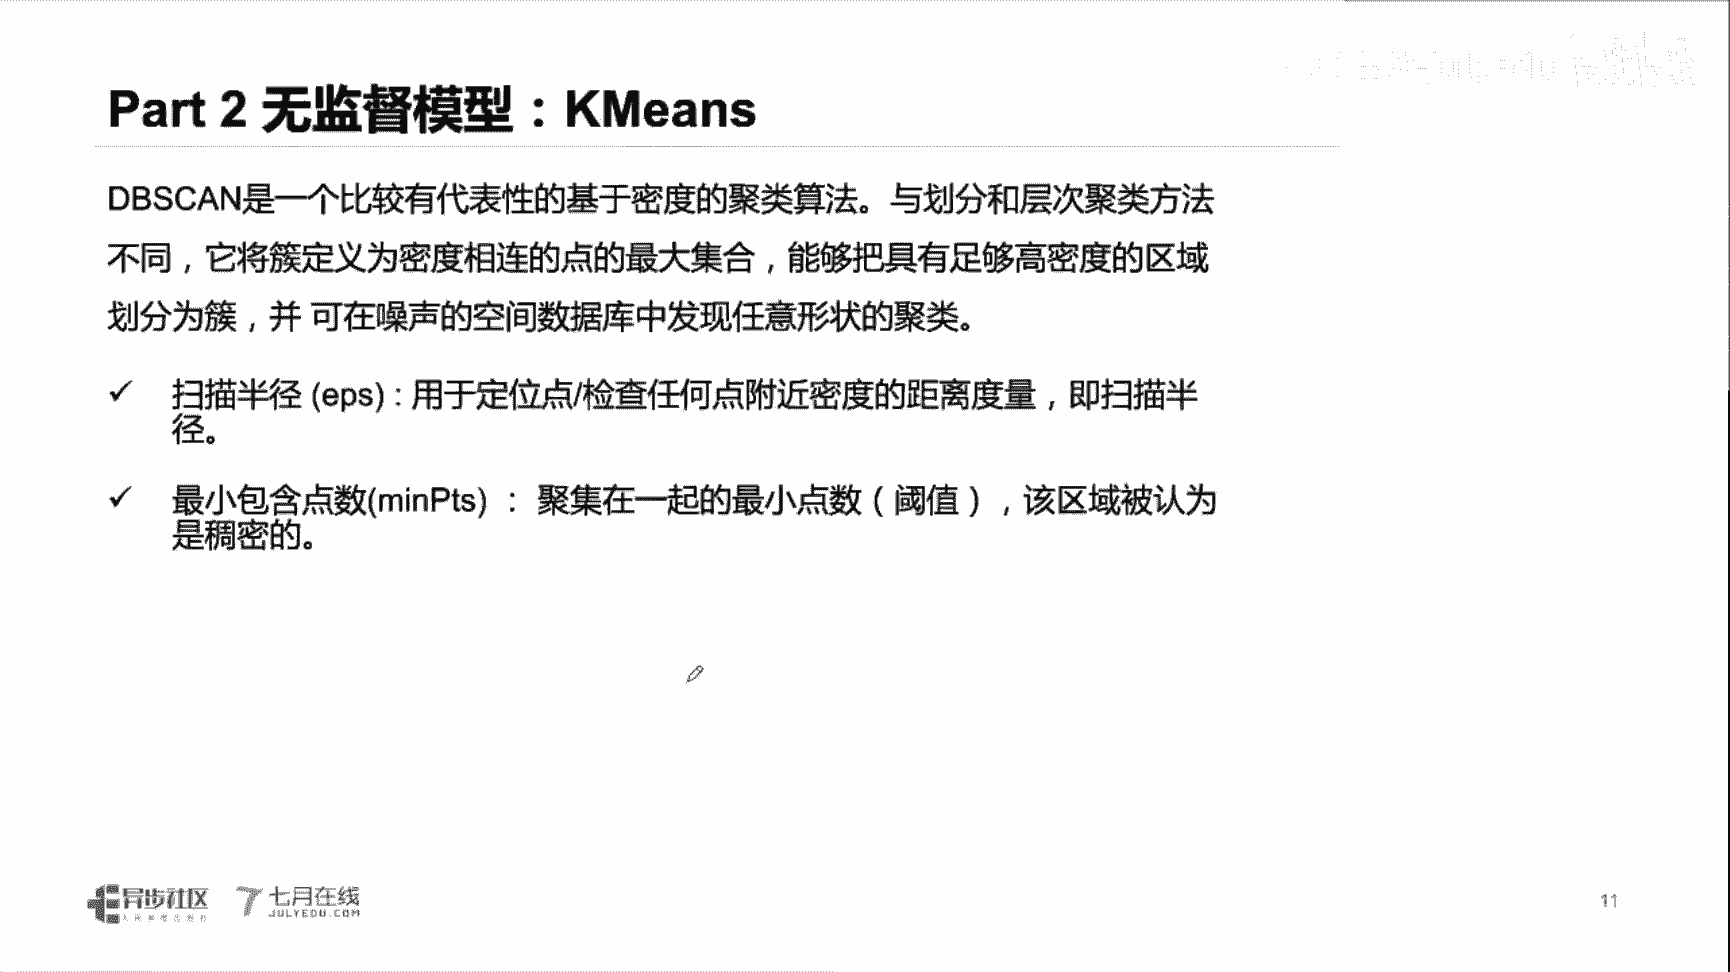 Part 2 无监督模型：KMeans
DBSCAN是一个比较有代表性的基于密度的聚类算法。与划分和层次聚类方法
不同，它将簇定义为密度相连的点的最大集合，能够把具有足够高密度的区域
划分为簇，并 可在噪声的空间数据库中发现任意形状的聚类。
✓ 扫描半径 (eps) : 用于定位点/检查任何点附近密度的距离度量，即扫描半
径。
✓ 最小包含点数(minPts) ： 聚集在一起的最小点数（阈值），该区域被认为
是稠密的。
异步社区
七月在线
JULYEDU.COM
11